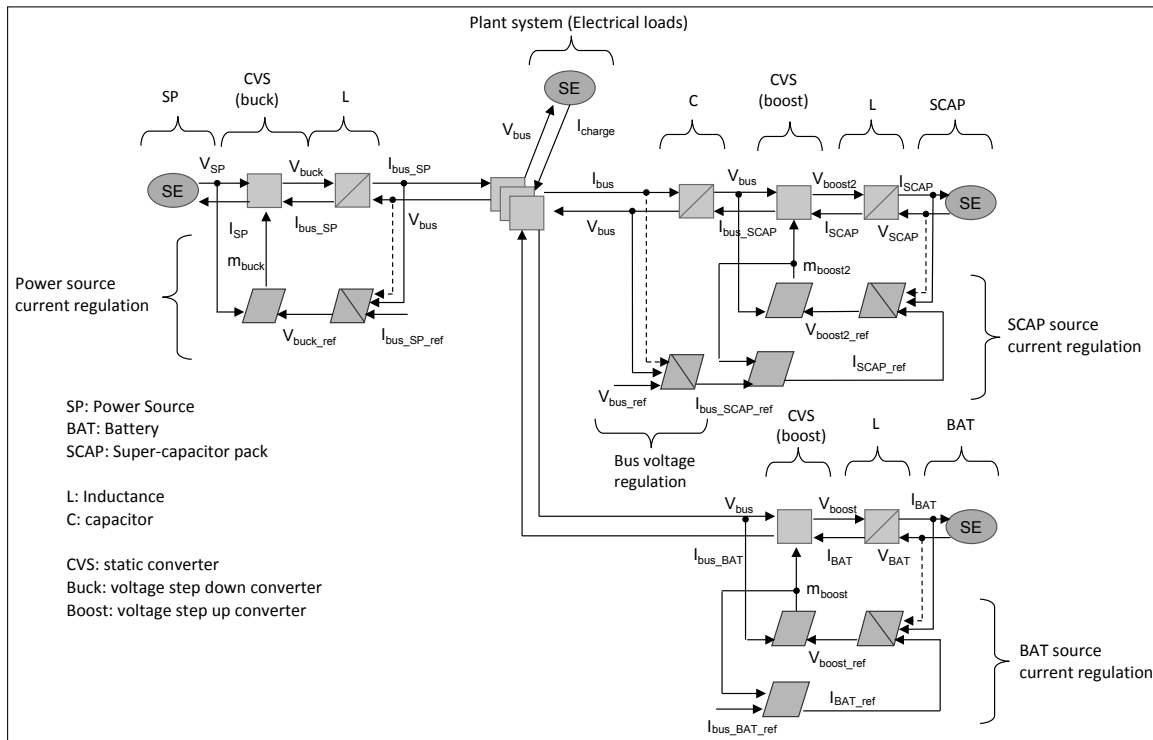 Plant system (Electrical loads)
SE
V_bus
I_charge
SP
CVS
(buck)
L
C
CVS
(boost)
L
SCAP
SE
V_SP
V_buck
I_bus_SP
I_SP
I_bus_SP
V_bus
m_buck
I_bus
V_bus
V_bus
V_boost2
I_SCAP
SE
I_bus_SCAP
I_SCAP
V_SCAP
m_boost2
Power source
current regulation
V_buck_ref
I_bus_SP_ref
V_boost2_ref
SCAP source
current regulation
I_SCAP_ref
V_bus_ref
I_bus_SCAP_ref
Bus voltage
regulation
SP: Power Source
BAT: Battery
SCAP: Super-capacitor pack
L: Inductance
C: capacitor
CVS: static converter
Buck: voltage step down converter
Boost: voltage step up converter
CVS
(boost)
L
BAT
V_bus
V_boost
I_BAT
SE
I_bus_BAT
I_BAT
V_BAT
m_boost
V_boost_ref
BAT source
current regulation
I_BAT_ref
I_bus_BAT_ref